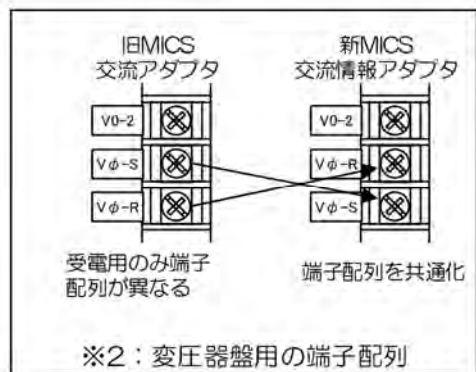 旧MICS
交流アダプタ
V0-2
Vφ-S
Vφ-R
受電用のみ端子
配列が異なる
新MICS
交流情報アダプタ
V0-2
Vφ-R
Vφ-S
端子配列を共通化
※2：変圧器盤用の端子配列